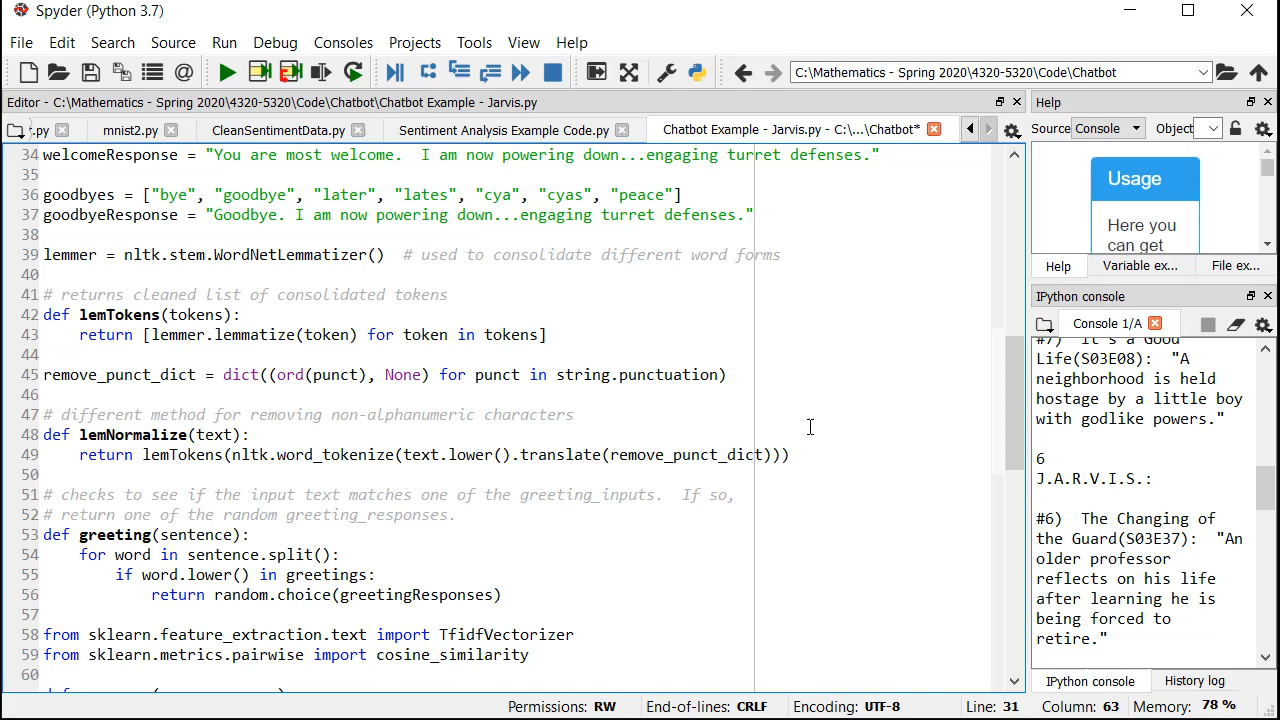 Spyder (Python 3.7)
File Edit Search Source Run Debug Consoles Projects Tools View Help
C:\Mathematics - Spring 2020\4320-5320\Code\Chatbot
Editor - C:\Mathematics - Spring 2020\4320-5320\Code\Chatbot\Chatbot Example - Jarvis.py
.py mnist2.py CleanSentimentData.py Sentiment Analysis Example Code.py Chatbot Example - Jarvis.py - C:\...\Chatbot*
34 welcomeResponse = "You are most welcome.  I am now powering down...engaging turret defenses."
35
36 goodbyes = ["bye", "goodbye", "later", "lates", "cya", "cyas", "peace"]
37 goodbyeResponse = "Goodbye. I am now powering down...engaging turret defenses."
38
39 lemmer = nltk.stem.WordNetLemmatizer()  # used to consolidate different word forms
40
41 # returns cleaned list of consolidated tokens
42 def lemTokens(tokens):
43     return [lemmer.lemmatize(token) for token in tokens]
44
45 remove_punct_dict = dict((ord(punct), None) for punct in string.punctuation)
46
47 # different method for removing non-alphanumeric characters
48 def lemNormalize(text):
49     return lemTokens(nltk.word_tokenize(text.lower().translate(remove_punct_dict)))
50
51 # checks to see if the input text matches one of the greeting_inputs.  If so,
52 # return one of the random greeting_responses.
53 def greeting(sentence):
54     for word in sentence.split():
55         if word.lower() in greetings:
56             return random.choice(greetingResponses)
57
58 from sklearn.feature_extraction.text import TfidfVectorizer
59 from sklearn.metrics.pairwise import cosine_similarity
60
Help
Source Console Object
Usage
Here you
can get
Help Variable ex... File ex...
IPython console
Console 1/A
#7)  It's a Good
Life(S03E08):  "A
neighborhood is held
hostage by a little boy
with godlike powers."
6
J.A.R.V.I.S.:
#6)  The Changing of
the Guard(S03E37):  "An
older professor
reflects on his life
after learning he is
being forced to
retire."
IPython console History log
Permissions: RW End-of-lines: CRLF Encoding: UTF-8 Line: 31 Column: 63 Memory: 78 %